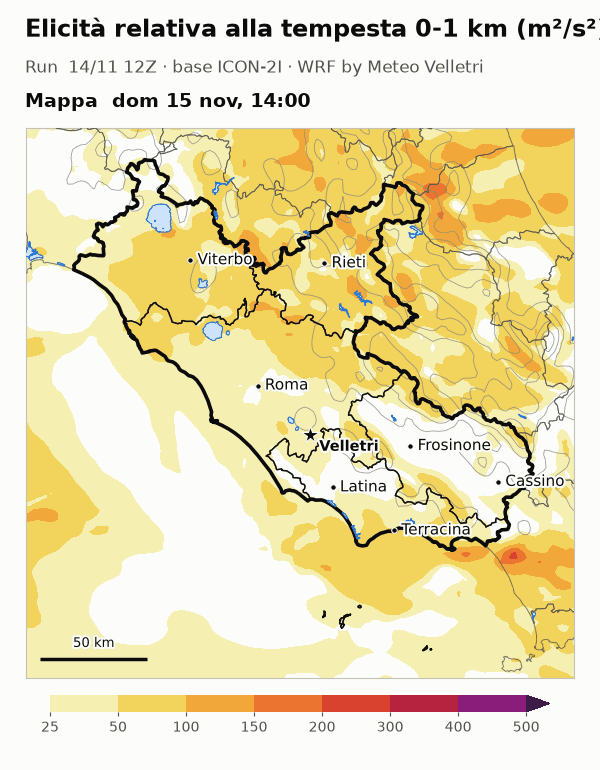 Elicità relativa alla tempesta 0-1 km (m²/s²)
Run  14/11 12Z · base ICON-2I · WRF by Meteo Velletri
Mappa  dom 15 nov, 14:00
Viterbo
Rieti
Roma
Velletri
Frosinone
Latina
Cassino
Terracina
50 km
25 50 100 150 200 300 400 500